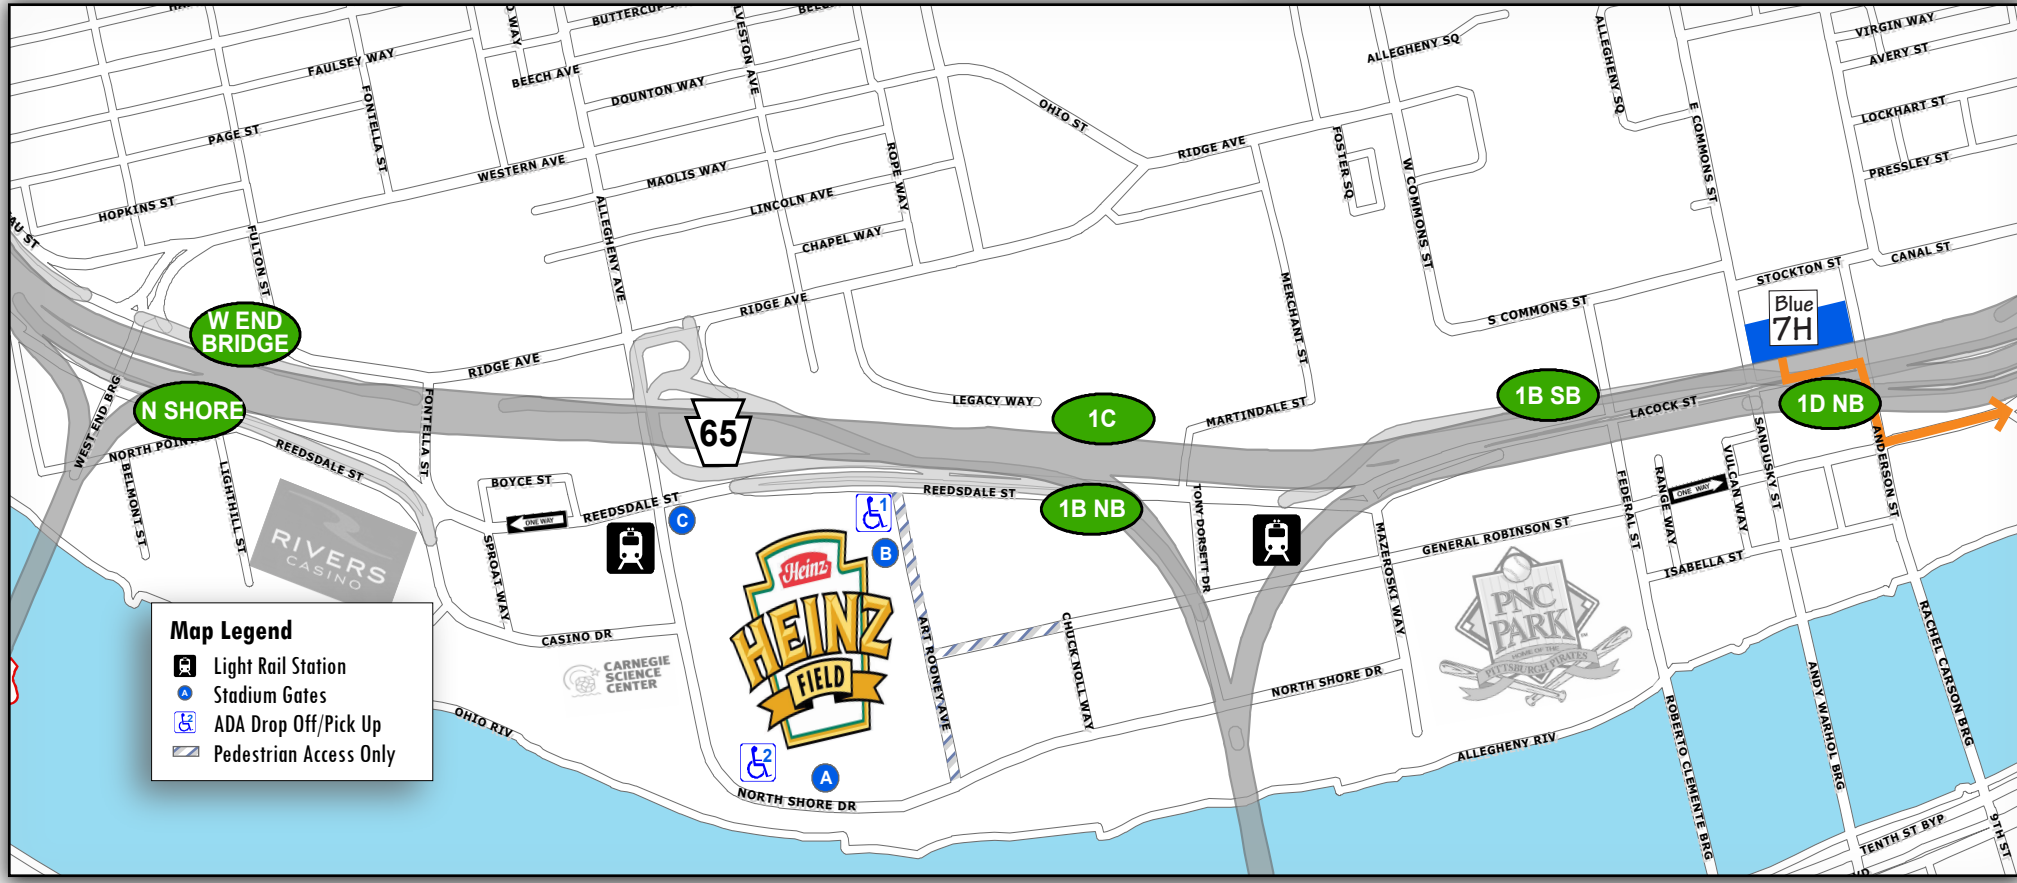 BUTTERCUP
FAULSEY WAY
BEECH AVE
DOUNTON WAY
ALLEGHENY SQ
ALLEGHENY SQ
VIRGIN WAY
AVERY ST
LOCKHART ST
PRESSLEY ST
PAGE ST
FONTELLA ST
WESTERN AVE
MAOLIS WAY
LINCOLN AVE
ROPE WAY
OHIO ST
RIDGE AVE
FOSTER SQ
W COMMONS ST
E COMMONS ST
HOPKINS ST
FULTON ST
ALLEGHENY AVE
CHAPEL WAY
RIDGE AVE
MERCHANT ST
S COMMONS ST
STOCKTON ST
CANAL ST
Blue
7H
W END
BRIDGE
RIDGE AVE
N SHORE
WEST END BRG
FONTELLA ST
65
LEGACY WAY
1C
MARTINDALE ST
1B SB
LACOCK ST
1D NB
NORTH POIN
BELMONT ST
LIGHTHILL ST
REEDSDALE ST
BOYCE ST
ONE WAY
REEDSDALE ST
C
1
B
REEDSDALE ST
1B NB
TONY DORSETT DR
MAZEROSKI WAY
GENERAL ROBINSON ST
FEDERAL ST
RANGE WAY
ONE WAY
VULCAN WAY
SANDUSKY ST
ANDERSON ST
ISABELLA ST
RIVERS
CASINO
SPROAT WAY
CASINO DR
CARNEGIE
SCIENCE
CENTER
Heinz
HEINZ
FIELD
ART ROONEY AVE
CHUCK NOLL WAY
NORTH SHORE DR
PNC
PARK
HOME OF THE
PITTSBURGH PIRATES
Map Legend
Light Rail Station
A
Stadium Gates
2
ADA Drop Off/Pick Up
Pedestrian Access Only
OHIO RIV
2
A
NORTH SHORE DR
ALLEGHENY RIV
ROBERTO CLEMENTE BRG
ANDY WARHOL BRG
RACHEL CARSON BRG
TENTH ST BYP
9TH ST